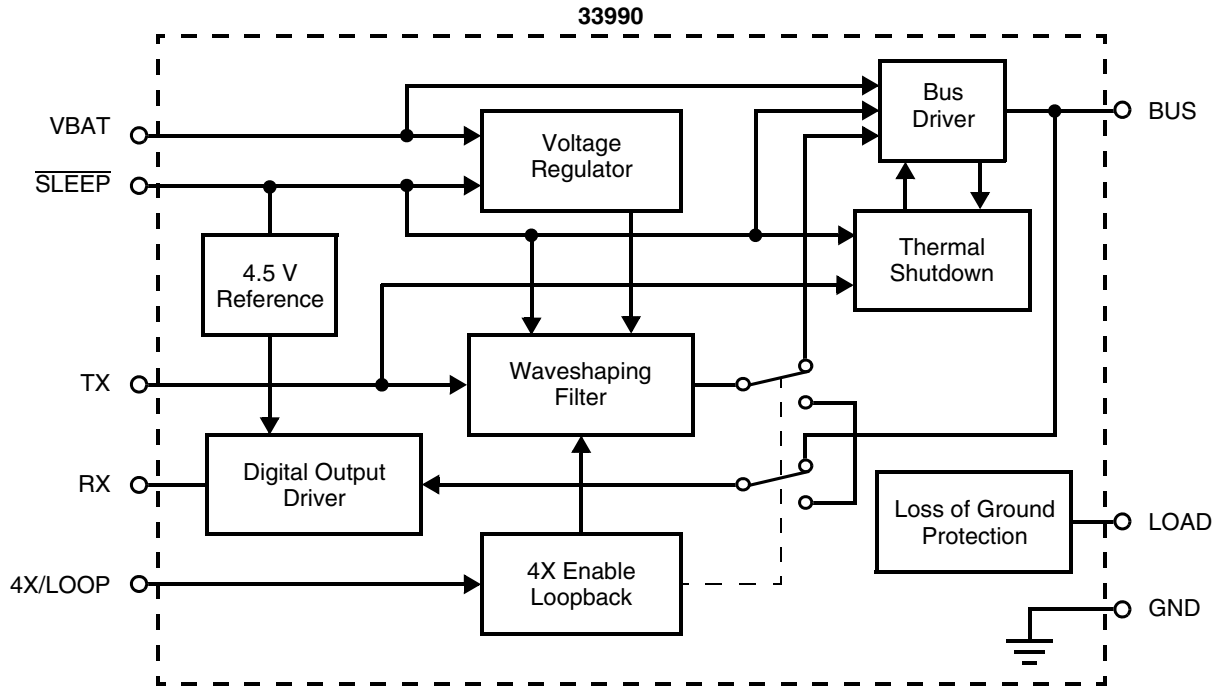 33990
VBAT
SLEEP
TX
RX
4X/LOOP
Voltage
Regulator
4.5 V
Reference
Waveshaping
Filter
Digital Output
Driver
4X Enable
Loopback
Bus
Driver
Thermal
Shutdown
Loss of Ground
Protection
BUS
LOAD
GND